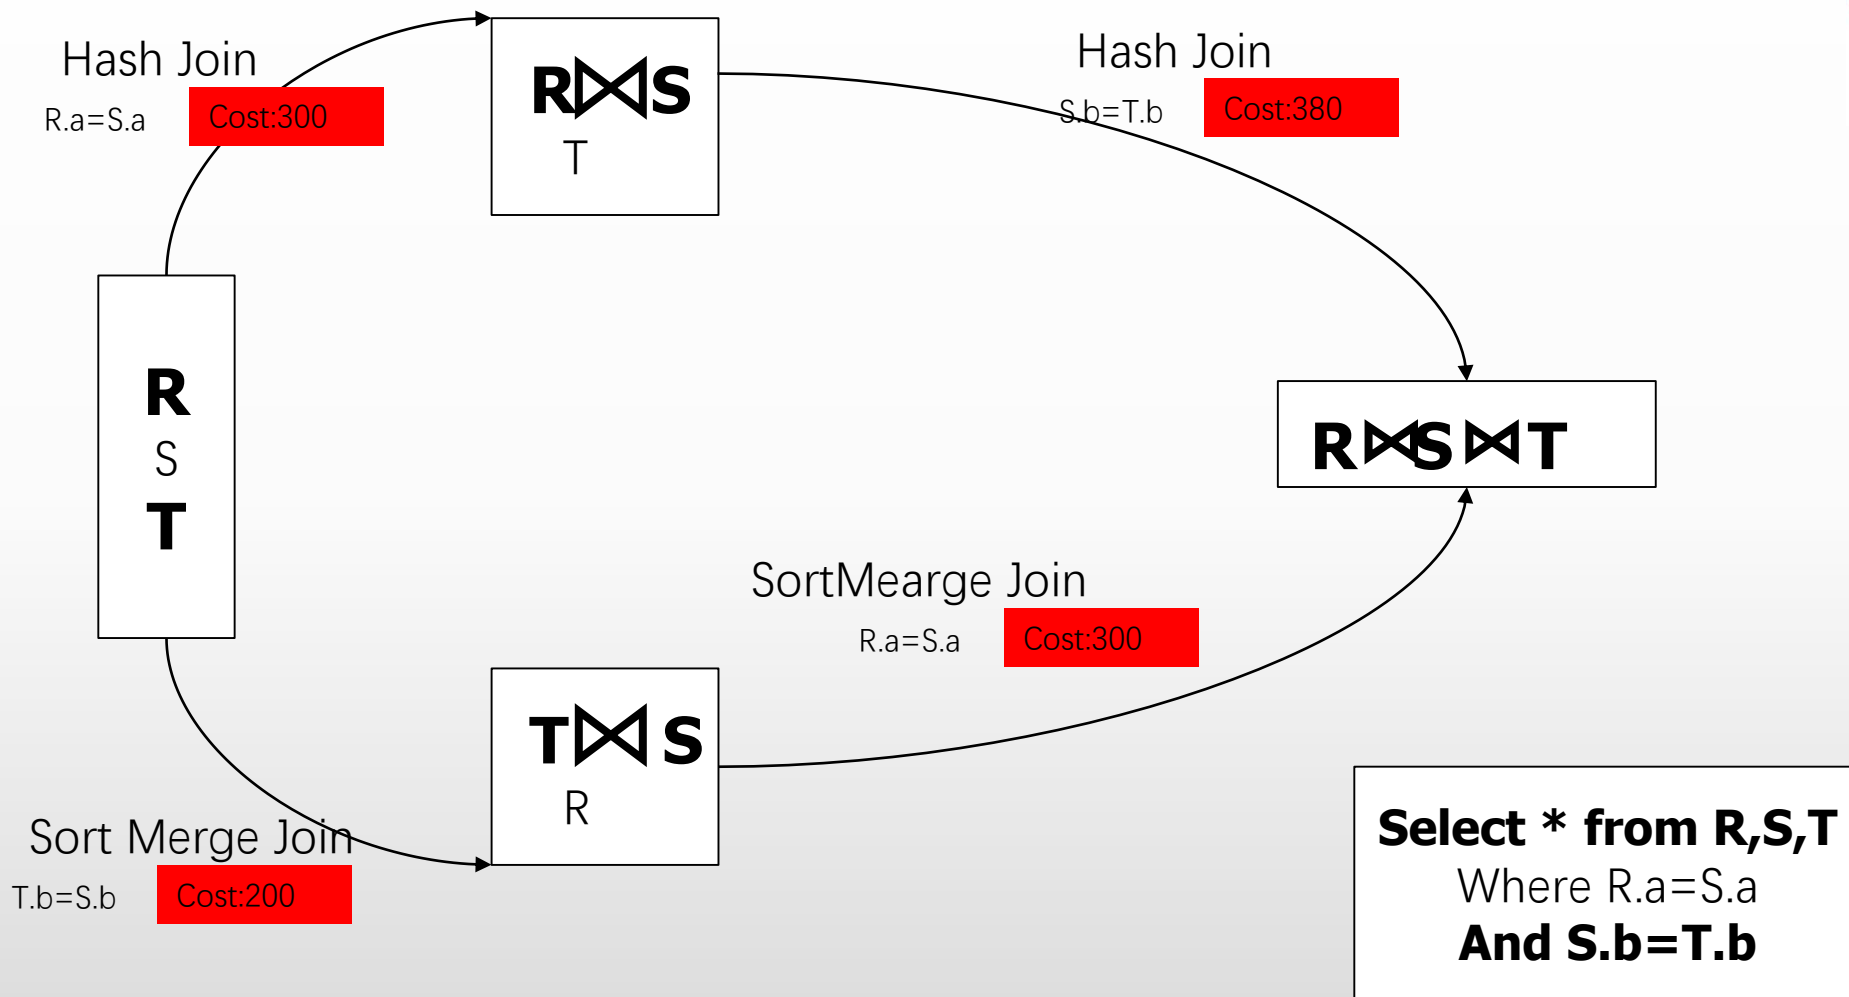 Hash Join
R.a=S.a
Cost:300
R⋈S
T
Hash Join
S.b=T.b
Cost:380
R
S
T
R⋈S⋈T
SortMearge Join
R.a=S.a
Cost:300
T⋈S
R
Sort Merge Join
T.b=S.b
Cost:200
Select * from R,S,T
Where R.a=S.a
And S.b=T.b